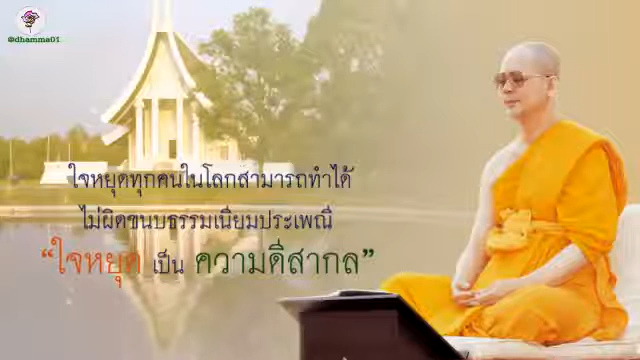 @dhamma01
ใจหยุดทุกคนในโลกสามารถทำได้
ไม่ผิดขนบธรรมเนียมประเพณี
“ใจหยุด เป็น ความดีสากล”